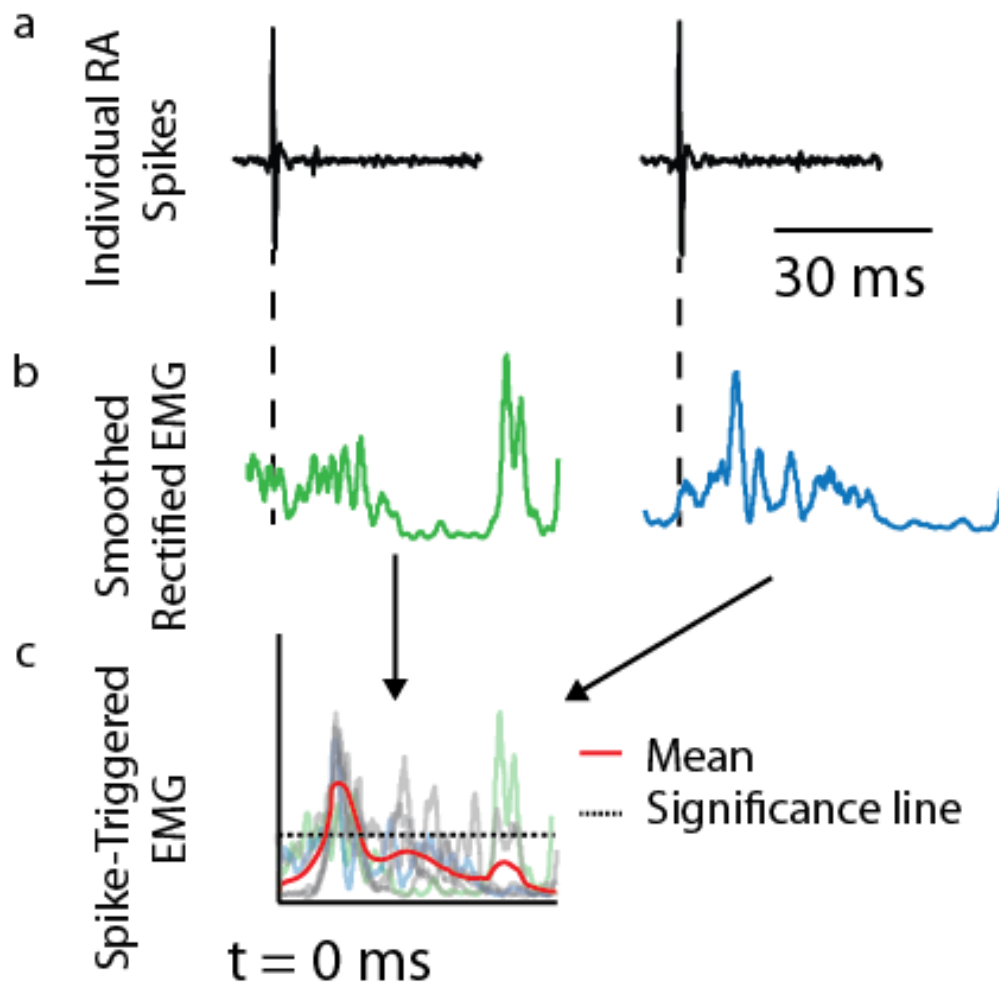 a
Individual RA
Spikes
30 ms
b
Smoothed
Rectified EMG
c
Spike-Triggered
EMG
Mean
Significance line
t = 0 ms